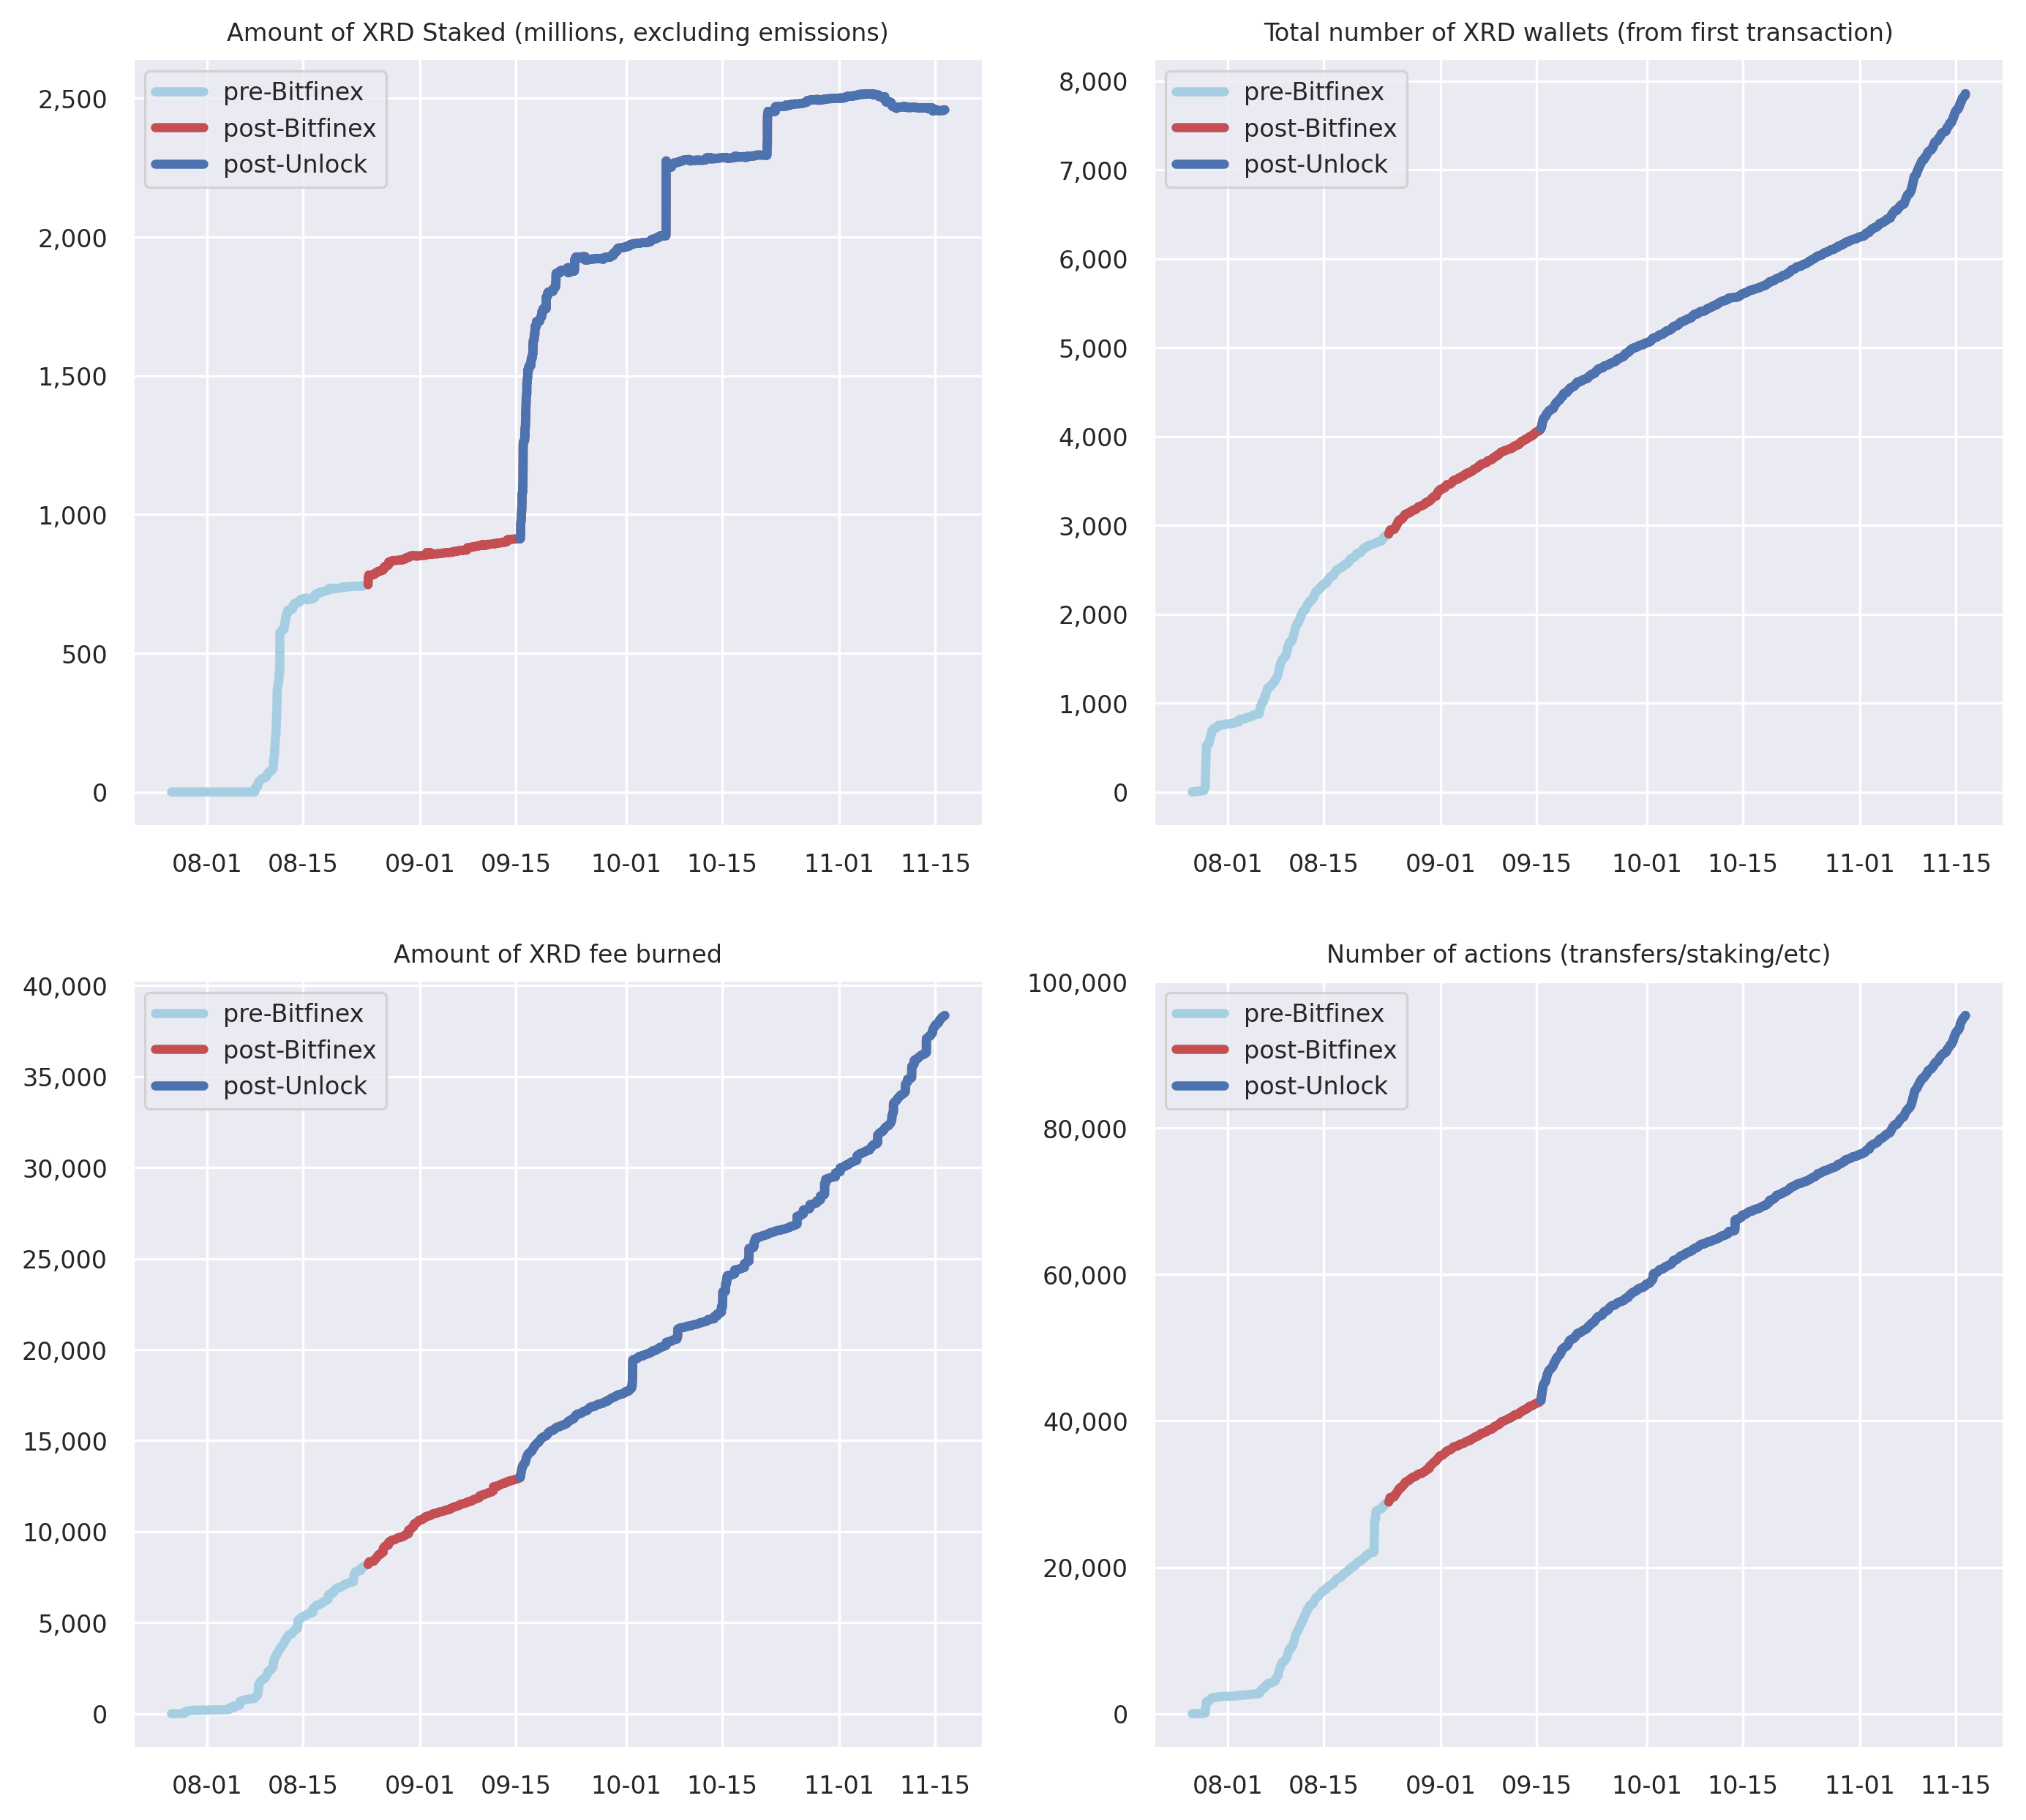 Amount of XRD Staked (millions, excluding emissions)
pre-Bitfinex
post-Bitfinex
post-Unlock
2,500
2,000
1,500
1,000
500
0
08-01 08-15 09-01 09-15 10-01 10-15 11-01 11-15
Total number of XRD wallets (from first transaction)
pre-Bitfinex
post-Bitfinex
post-Unlock
8,000
7,000
6,000
5,000
4,000
3,000
2,000
1,000
0
08-01 08-15 09-01 09-15 10-01 10-15 11-01 11-15
Amount of XRD fee burned
pre-Bitfinex
post-Bitfinex
post-Unlock
40,000
35,000
30,000
25,000
20,000
15,000
10,000
5,000
0
08-01 08-15 09-01 09-15 10-01 10-15 11-01 11-15
Number of actions (transfers/staking/etc)
pre-Bitfinex
post-Bitfinex
post-Unlock
100,000
80,000
60,000
40,000
20,000
0
08-01 08-15 09-01 09-15 10-01 10-15 11-01 11-15